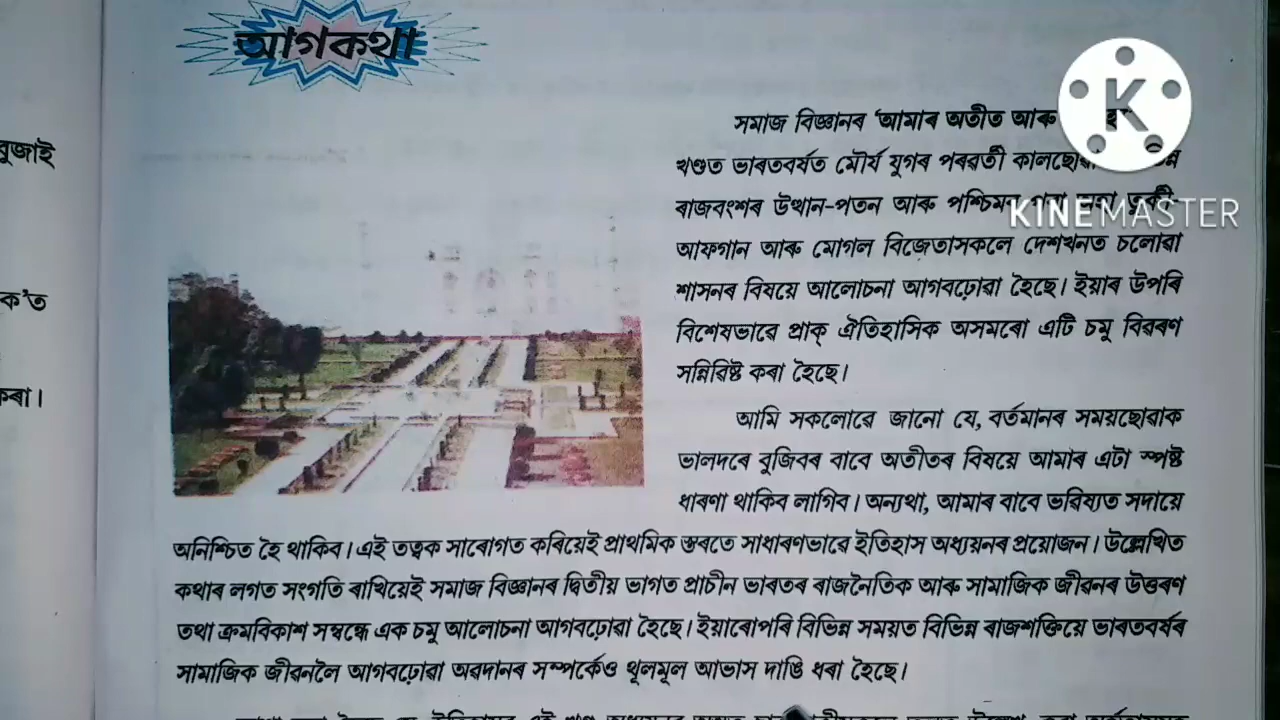 আগকথা
সমাজ বিজ্ঞানৰ ‘আমাৰ অতীত আৰু
খণ্ডত ভাৰতবৰ্ষত মৌৰ্য যুগৰ পৰৱৰ্তী
ৰাজবংশৰ উত্থান-পতন আৰু
আফগান আৰু মোগল বিজেতাসকলে দেশখনত চলোৱা
শাসনৰ বিষয়ে আলোচনা আগবঢ়োৱা হৈছে। ইয়াৰ উপৰি
বিশেষভাৱে প্ৰাক্ ঐতিহাসিক অসমৰো এটি চমু বিৱৰণ
সন্নিৱিষ্ট কৰা হৈছে।
আমি সকলোৱে জানো যে, বৰ্তমানৰ সময়ছোৱাক
ভালদৰে বুজিবৰ বাবে অতীতৰ বিষয়ে আমাৰ এটা স্পষ্ট
ধাৰণা থাকিব লাগিব। অন্যথা, আমাৰ বাবে ভৱিষ্যত সদায়ে
অনিশ্চিত হৈ থাকিব। এই তত্বক সাৰোগত কৰিয়েই প্ৰাথমিক স্তৰতে সাধাৰণভাৱে ইতিহাস অধ্যয়নৰ প্ৰয়োজন। উল্লেখিত
কথাৰ লগত সংগতি ৰাখিয়েই সমাজ বিজ্ঞানৰ দ্বিতীয় ভাগত প্ৰাচীন ভাৰতৰ ৰাজনৈতিক আৰু সামাজিক জীৱনৰ উত্তৰণ
তথা ক্ৰমবিকাশ সম্বন্ধে এক চমু আলোচনা আগবঢ়োৱা হৈছে। ইয়াৰোপৰি বিভিন্ন সময়ত বিভিন্ন ৰাজশক্তিয়ে ভাৰতবৰ্ষৰ
সামাজিক জীৱনলৈ আগবঢ়োৱা অৱদানৰ সম্পৰ্কেও থূলমূল আভাস দাঙি ধৰা হৈছে।
বুজাই
ক'ত
কৰা।
K
KINEMASTER